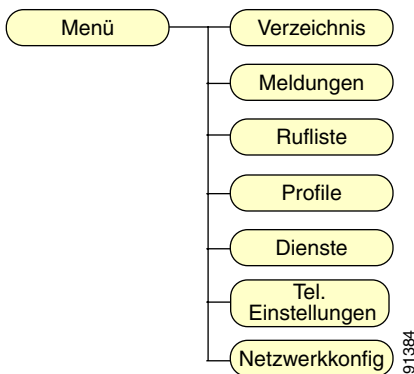 Menü
Verzeichnis
Meldungen
Rufliste
Profile
Dienste
Tel.
Einstellungen
Netzwerkkonfig
91384